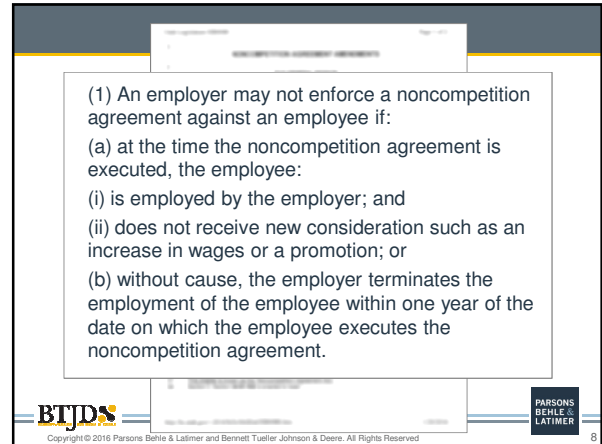 NONCOMPETITION AGREEMENT AMENDMENTS
(1) An employer may not enforce a noncompetition
agreement against an employee if:
(a) at the time the noncompetition agreement is
executed, the employee:
(i) is employed by the employer; and
(ii) does not receive new consideration such as an
increase in wages or a promotion; or
(b) without cause, the employer terminates the
employment of the employee within one year of the
date on which the employee executes the
noncompetition agreement.
BTJD
PARSONS
BEHLE &
LATIMER
Copyright © 2016 Parsons Behle & Latimer and Bennett Tueller Johnson & Deere. All Rights Reserved
8